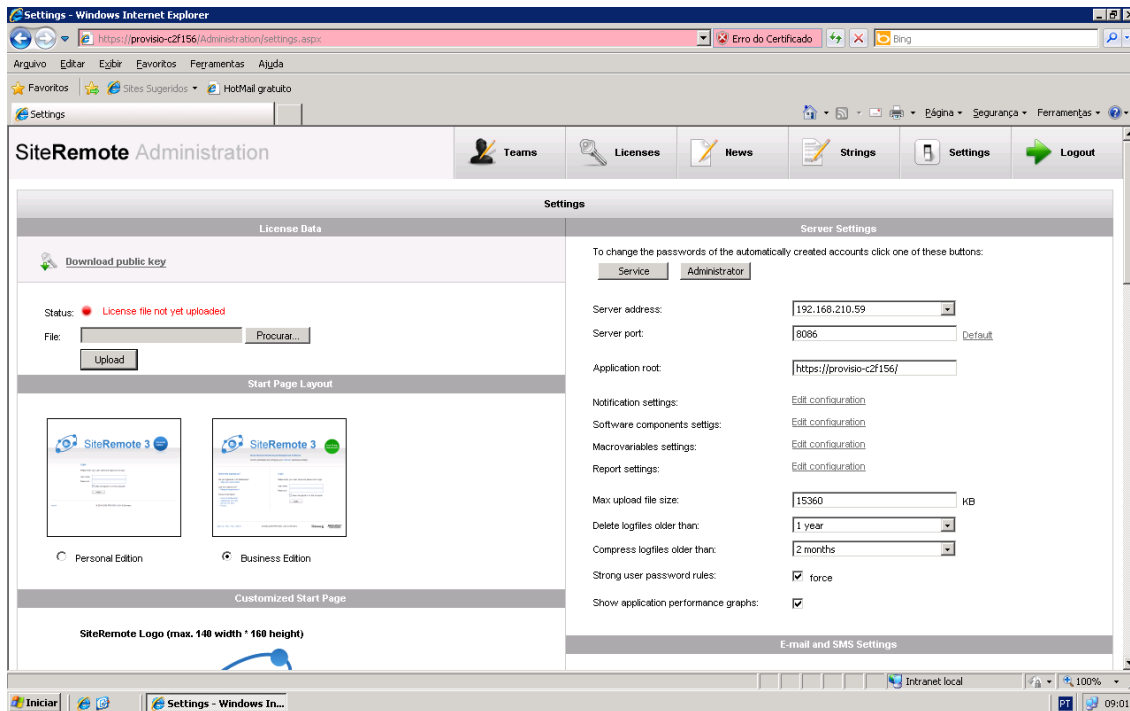 Settings - Windows Internet Explorer
https://provisio-c2f156/Administration/settings.aspx
Erro do Certificado
Bing
Arquivo Editar Exibir Favoritos Ferramentas Ajuda
Favoritos Sites Sugeridos HotMail gratuito
Settings
Página Segurança Ferramentas
SiteRemote Administration
Teams Licenses News Strings Settings Logout
Settings
License Data
Download public key
Status: License file not yet uploaded
File: Procurar...
Upload
Start Page Layout
SiteRemote 3
SiteRemote 3
Personal Edition Business Edition
Customized Start Page
SiteRemote Logo (max. 140 width * 160 height)
Server Settings
To change the passwords of the automatically created accounts click one of these buttons:
Service Administrator
Server address: 192.168.210.59
Server port: 8086 Default
Application root: https://provisio-c2f156/
Notification settings: Edit configuration
Software components settigs: Edit configuration
Macrovariables settings: Edit configuration
Report settings: Edit configuration
Max upload file size: 15360 KB
Delete logfiles older than: 1 year
Compress logfiles older than: 2 months
Strong user password rules: force
Show application performance graphs:
E-mail and SMS Settings
Intranet local 100%
Iniciar Settings - Windows In... PT 09:01